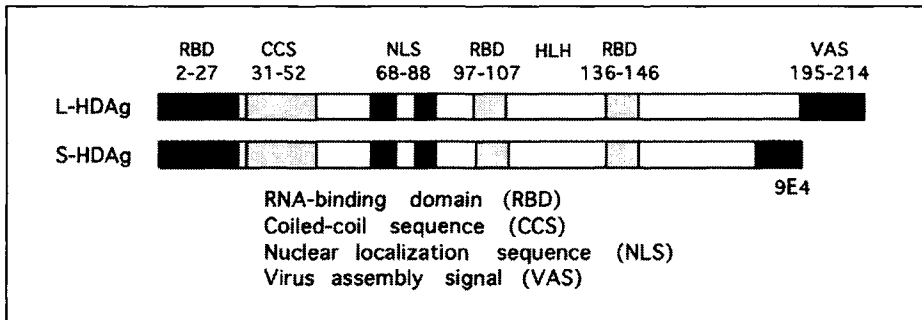 RBD CCS NLS RBD HLH RBD VAS
2-27 31-52 68-88 97-107 136-146 195-214
L-HDAg
S-HDAg
9E4
RNA-binding domain (RBD)
Coiled-coil sequence (CCS)
Nuclear localization sequence (NLS)
Virus assembly signal (VAS)